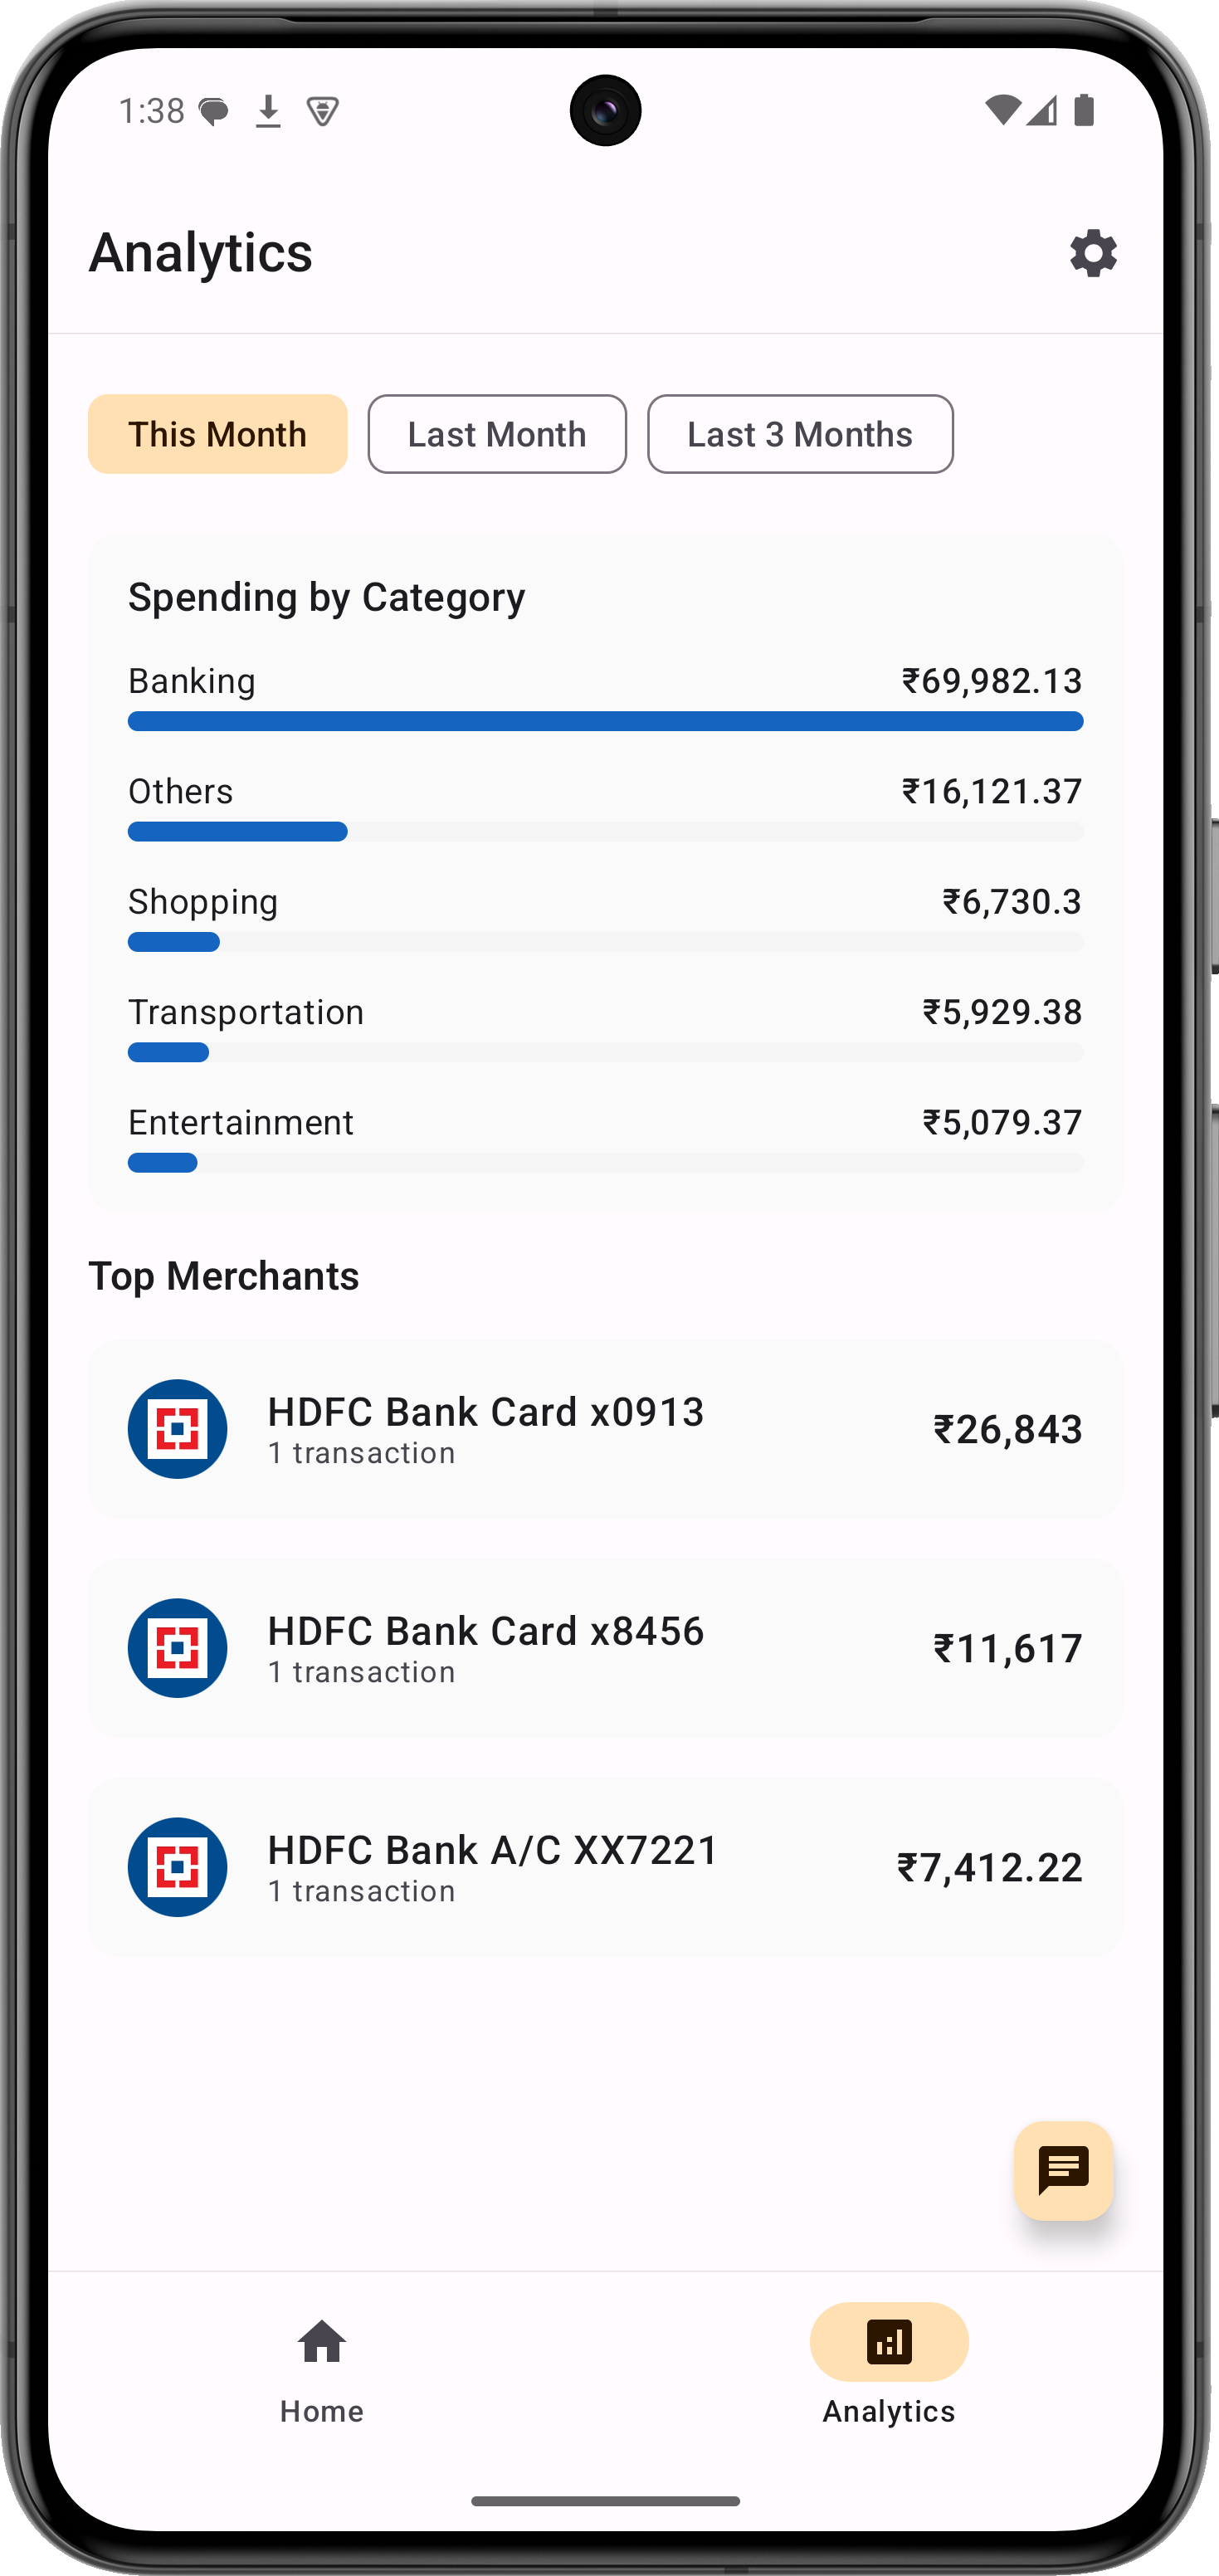 1:38
Analytics
This Month
Last Month
Last 3 Months
Spending by Category
Banking ₹69,982.13
Others ₹16,121.37
Shopping ₹6,730.3
Transportation ₹5,929.38
Entertainment ₹5,079.37
Top Merchants
HDFC Bank Card x0913
1 transaction
₹26,843
HDFC Bank Card x8456
1 transaction
₹11,617
HDFC Bank A/C XX7221
1 transaction
₹7,412.22
Home
Analytics